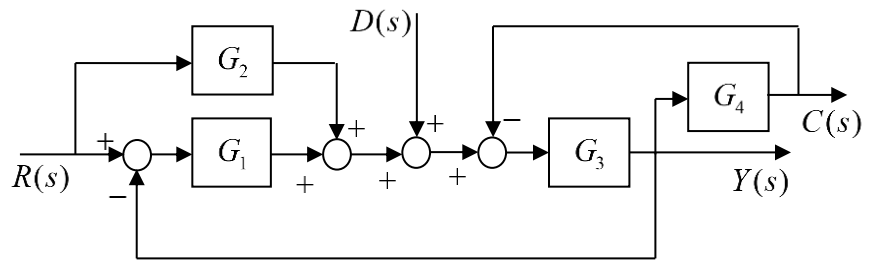 D(s)
G₂
G₄
+
+
−
C(s)
+
G₁
G₃
R(s)
+
+
+
Y(s)
−